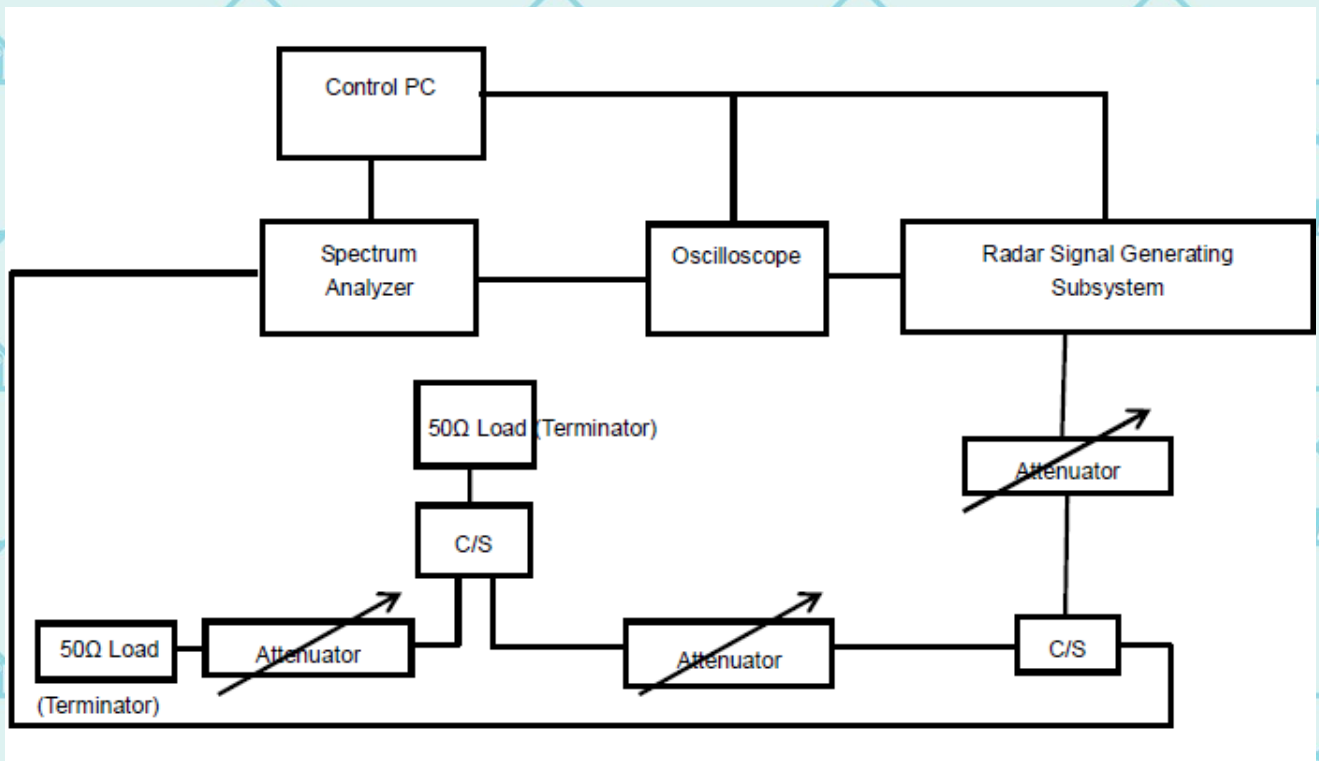 Control PC
Spectrum
Analyzer
Oscilloscope
Radar Signal Generating
Subsystem
50Ω Load (Terminator)
Attenuator
C/S
50Ω Load
Attenuator
Attenuator
C/S
(Terminator)